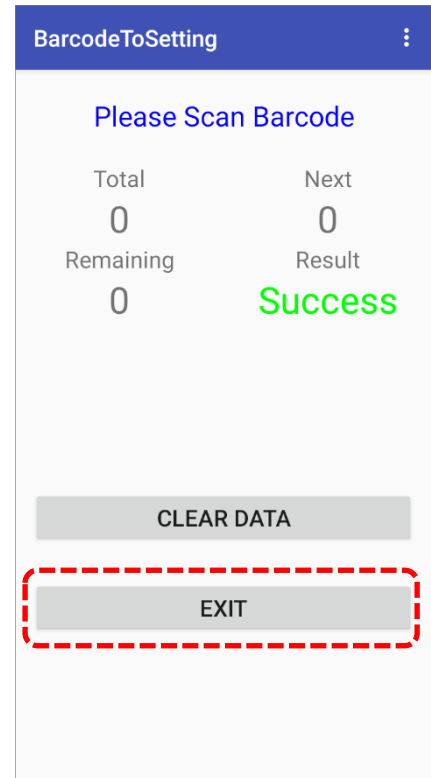 BarcodeToSetting
Please Scan Barcode
Total Next
0 0
Remaining Result
0 Success
CLEAR DATA
EXIT